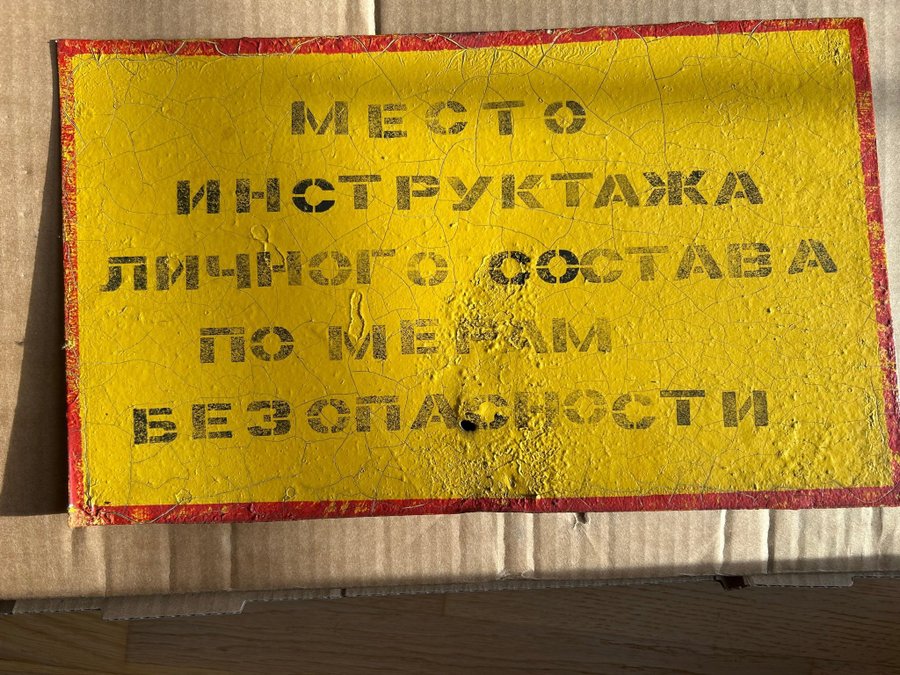 МЕСТО
ИНСТРУКТАЖА
ЛИЧНОГО СОСТАВА
ПО МЕРАМ
БЕЗОПАСНОСТИ